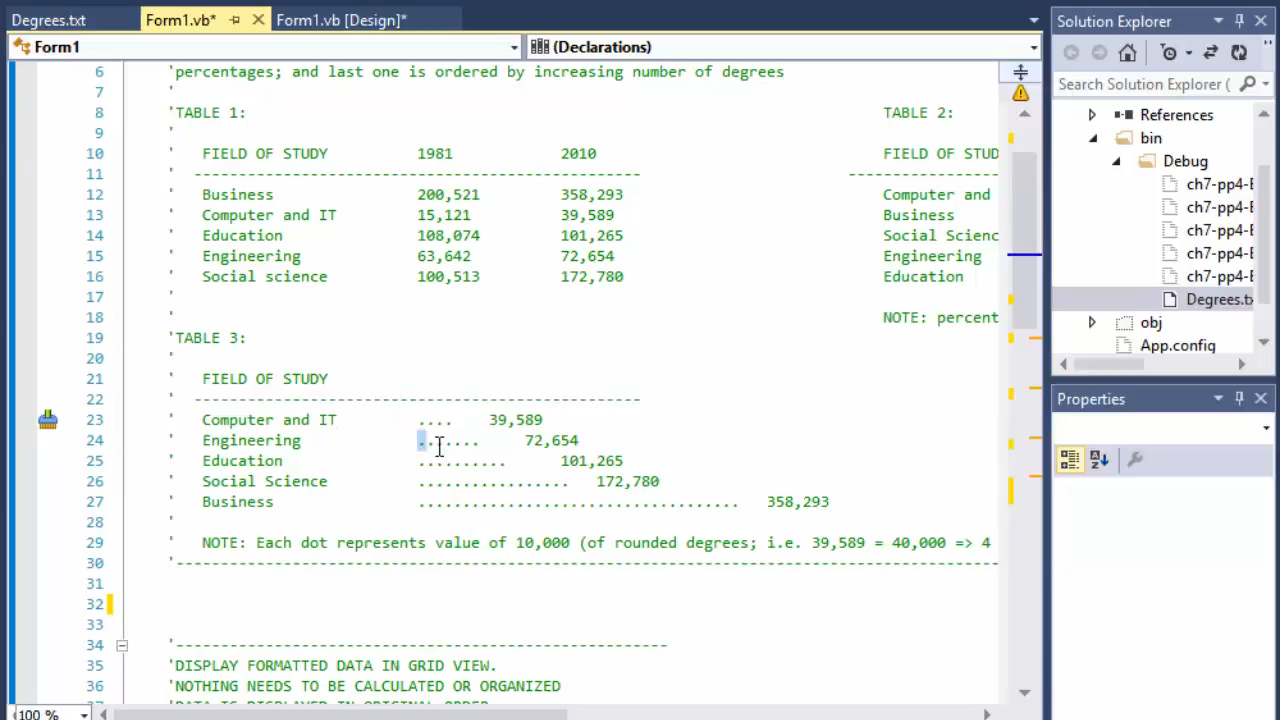 Degrees.txt Form1.vb* Form1.vb [Design]* Solution Explorer
Form1 (Declarations)
Search Solution Explorer (
6 'percentages; and last one is ordered by increasing number of degrees
7 '
8 'TABLE 1: TABLE 2:
9 '
10 ' FIELD OF STUDY 1981 2010 FIELD OF STUD
11 ' -------------------------------------------------- -----------------
12 ' Business 200,521 358,293 Computer and
13 ' Computer and IT 15,121 39,589 Business
14 ' Education 108,074 101,265 Social Scienc
15 ' Engineering 63,642 72,654 Engineering
16 ' Social science 100,513 172,780 Education
17 '
18 ' NOTE: percent
19 'TABLE 3:
20 '
21 ' FIELD OF STUDY
22 ' --------------------------------------------------
23 ' Computer and IT .... 39,589
24 ' Engineering ....... 72,654
25 ' Education .......... 101,265
26 ' Social Science ................. 172,780
27 ' Business .................................... 358,293
28 '
29 ' NOTE: Each dot represents value of 10,000 (of rounded degrees; i.e. 39,589 = 40,000 => 4
30 '--------------------------------------------------------------------------------------------
31
32
33
34 '-------------------------------------------------------
35 'DISPLAY FORMATTED DATA IN GRID VIEW.
36 'NOTHING NEEDS TO BE CALCULATED OR ORGANIZED
37 'DATA IS DISPLAYED IN ORIGINAL ORDER
100 %
References
bin
Debug
ch7-pp4-E
ch7-pp4-E
ch7-pp4-E
ch7-pp4-E
ch7-pp4-E
Degrees.tx
obj
App.config
Properties